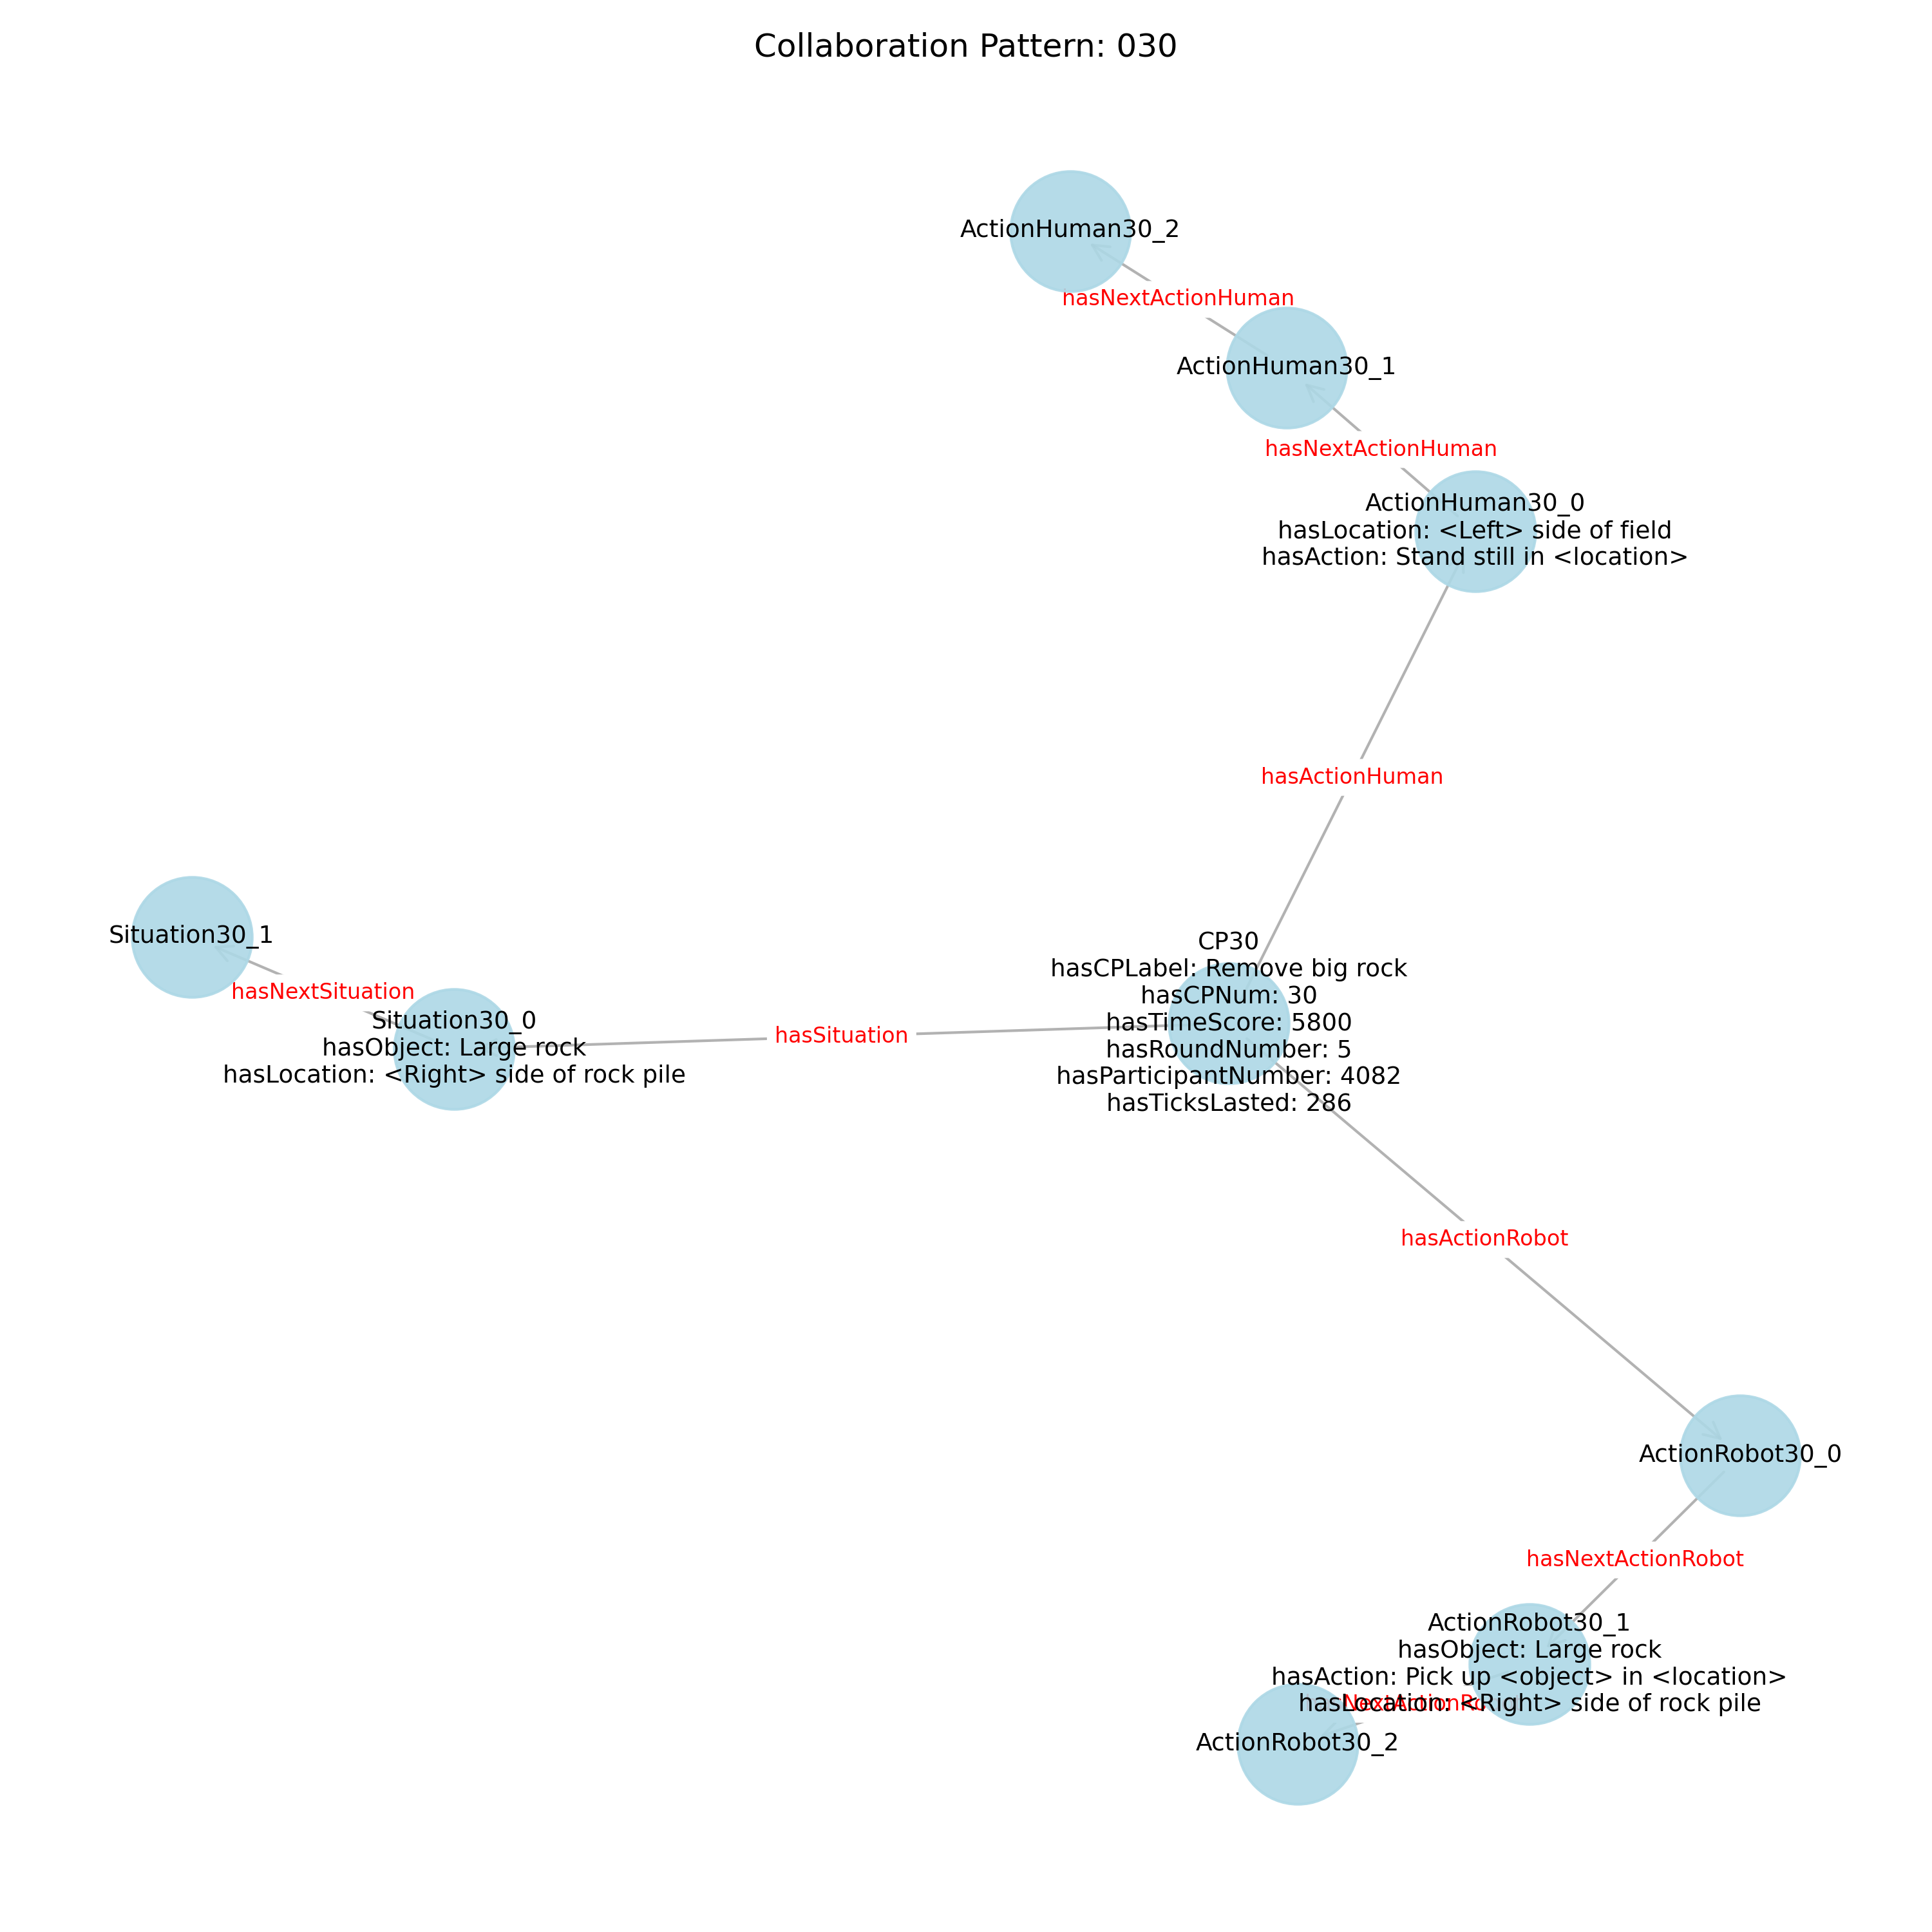 Collaboration Pattern: 030
ActionHuman30_2
hasNextActionHuman
ActionHuman30_1
hasNextActionHuman
ActionHuman30_0
hasLocation: <Left> side of field
hasAction: Stand still in <location>
hasActionHuman
Situation30_1
hasNextSituation
Situation30_0
hasObject: Large rock
hasLocation: <Right> side of rock pile
hasSituation
CP30
hasCPLabel: Remove big rock
hasCPNum: 30
hasTimeScore: 5800
hasRoundNumber: 5
hasParticipantNumber: 4082
hasTicksLasted: 286
hasActionRobot
ActionRobot30_0
hasNextActionRobot
ActionRobot30_1
hasObject: Large rock
hasAction: Pick up <object> in <location>
hasLocation: <Right> side of rock pile
ActionRobot30_2